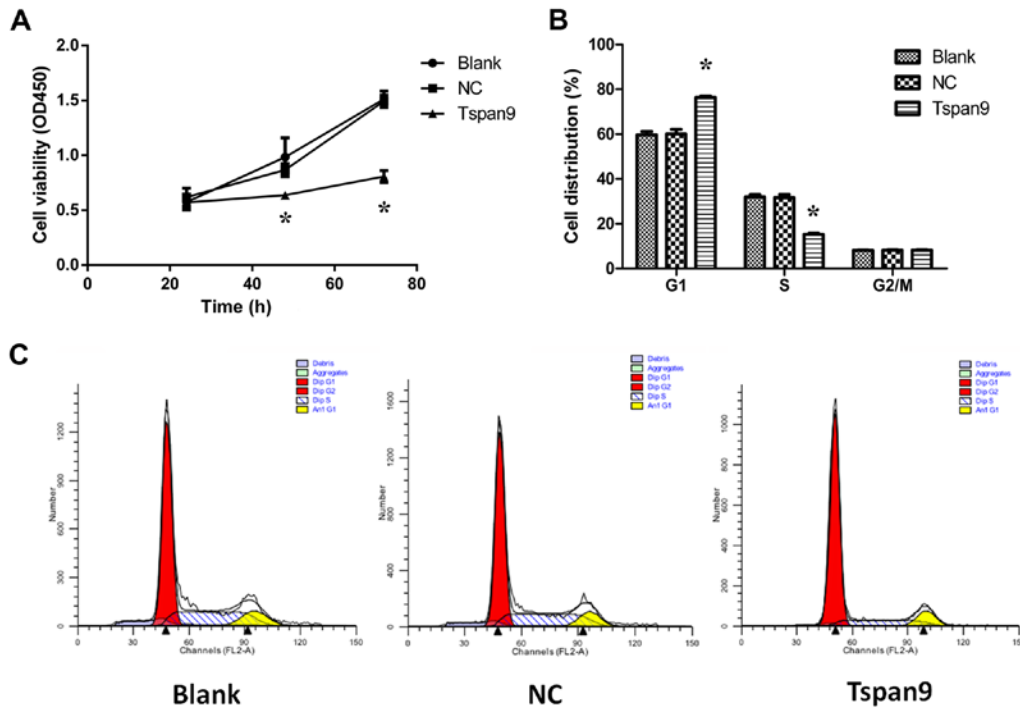 A
2.0
1.5
1.0
0.5
0.0
0 20 40 60 80
Cell viability (OD450)
Time (h)
Blank
NC
Tspan9
*
*
B
100
80
60
40
20
0
Cell distribution (%)
G1 S G2/M
Blank
NC
Tspan9
*
*
C
Debris
Aggregates
Dip G1
Dip G2
Dip S
An1 G1
Number
0 300 600 900 1200
0 30 60 90 120 150
Channels (FL2-A)
Blank
Debris
Aggregates
Dip G1
Dip G2
Dip S
An1 G1
Number
0 400 800 1200 1600
0 30 60 90 120 150
Channels (FL2-A)
NC
Debris
Aggregates
Dip G1
Dip G2
Dip S
An1 G1
Number
0 200 400 600 800 1000
0 30 60 90 120 150
Channels (FL2-A)
Tspan9